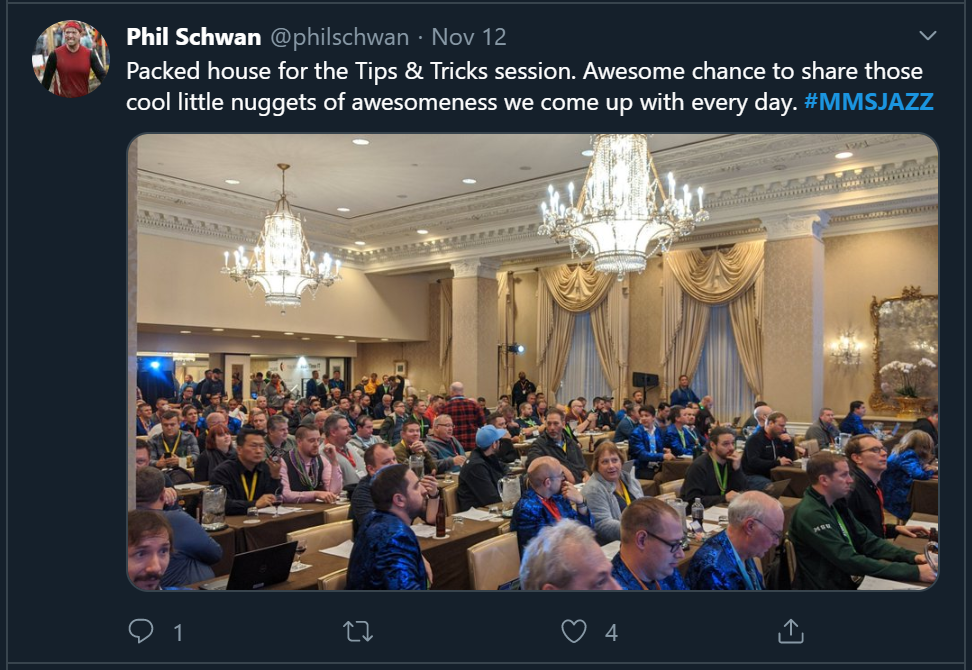 Phil Schwan @philschwan · Nov 12
Packed house for the Tips & Tricks session. Awesome chance to share those
cool little nuggets of awesomeness we come up with every day. #MMSJAZZ
1
4